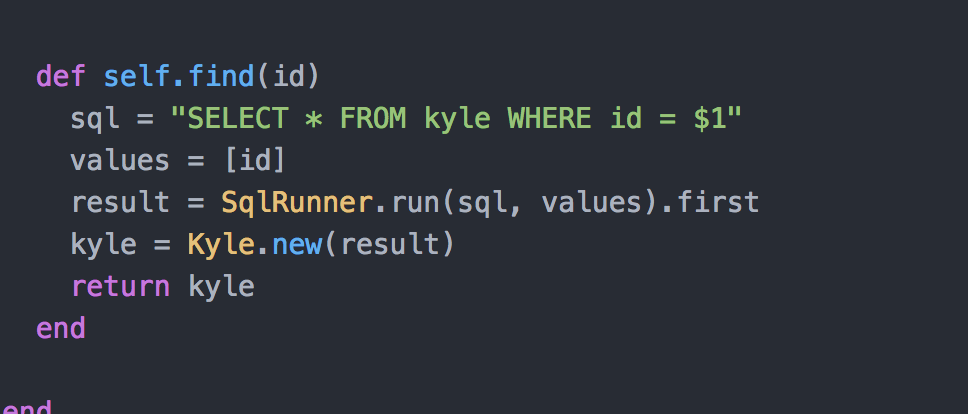 def self.find(id)
sql = "SELECT * FROM kyle WHERE id = $1"
values = [id]
result = SqlRunner.run(sql, values).first
kyle = Kyle.new(result)
return kyle
end
end